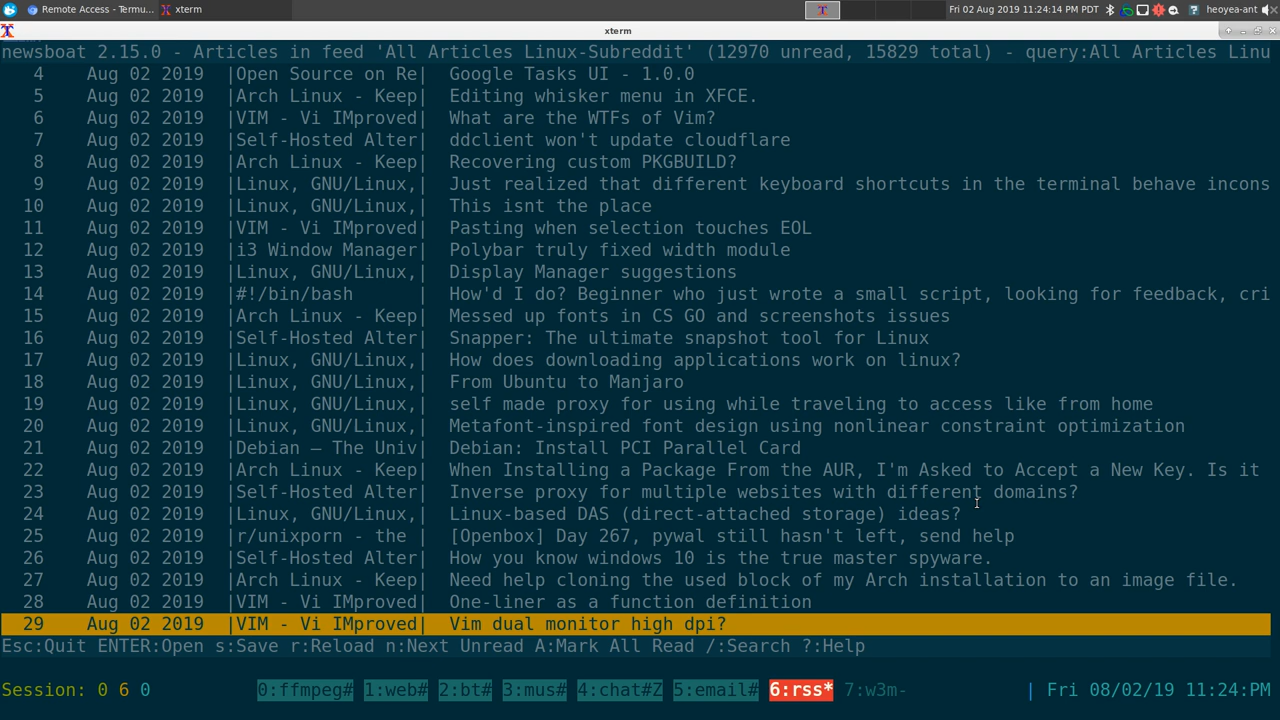 Remote Access - Termu... xterm Fri 02 Aug 2019 11:24:14 PM PDT heoyea-ant
xterm
newsboat 2.15.0 - Articles in feed 'All Articles Linux-Subreddit' (12970 unread, 15829 total) - query:All Articles Linu
4 Aug 02 2019 |Open Source on Re| Google Tasks UI - 1.0.0
5 Aug 02 2019 |Arch Linux - Keep| Editing whisker menu in XFCE.
6 Aug 02 2019 |VIM - Vi IMproved| What are the WTFs of Vim?
7 Aug 02 2019 |Self-Hosted Alter| ddclient won't update cloudflare
8 Aug 02 2019 |Arch Linux - Keep| Recovering custom PKGBUILD?
9 Aug 02 2019 |Linux, GNU/Linux,| Just realized that different keyboard shortcuts in the terminal behave incons
10 Aug 02 2019 |Linux, GNU/Linux,| This isnt the place
11 Aug 02 2019 |VIM - Vi IMproved| Pasting when selection touches EOL
12 Aug 02 2019 |i3 Window Manager| Polybar truly fixed width module
13 Aug 02 2019 |Linux, GNU/Linux,| Display Manager suggestions
14 Aug 02 2019 |#!/bin/bash | How'd I do? Beginner who just wrote a small script, looking for feedback, cri
15 Aug 02 2019 |Arch Linux - Keep| Messed up fonts in CS GO and screenshots issues
16 Aug 02 2019 |Self-Hosted Alter| Snapper: The ultimate snapshot tool for Linux
17 Aug 02 2019 |Linux, GNU/Linux,| How does downloading applications work on linux?
18 Aug 02 2019 |Linux, GNU/Linux,| From Ubuntu to Manjaro
19 Aug 02 2019 |Linux, GNU/Linux,| self made proxy for using while traveling to access like from home
20 Aug 02 2019 |Linux, GNU/Linux,| Metafont-inspired font design using nonlinear constraint optimization
21 Aug 02 2019 |Debian – The Univ| Debian: Install PCI Parallel Card
22 Aug 02 2019 |Arch Linux - Keep| When Installing a Package From the AUR, I'm Asked to Accept a New Key. Is it
23 Aug 02 2019 |Self-Hosted Alter| Inverse proxy for multiple websites with different domains?
24 Aug 02 2019 |Linux, GNU/Linux,| Linux-based DAS (direct-attached storage) ideas?
25 Aug 02 2019 |r/unixporn - the | [Openbox] Day 267, pywal still hasn't left, send help
26 Aug 02 2019 |Self-Hosted Alter| How you know windows 10 is the true master spyware.
27 Aug 02 2019 |Arch Linux - Keep| Need help cloning the used block of my Arch installation to an image file.
28 Aug 02 2019 |VIM - Vi IMproved| One-liner as a function definition
29 Aug 02 2019 |VIM - Vi IMproved| Vim dual monitor high dpi?
Esc:Quit ENTER:Open s:Save r:Reload n:Next Unread A:Mark All Read /:Search ?:Help
Session: 0 6 0 0:ffmpeg# 1:web# 2:bt# 3:mus# 4:chat#Z 5:email# 6:rss* 7:w3m- | Fri 08/02/19 11:24:PM